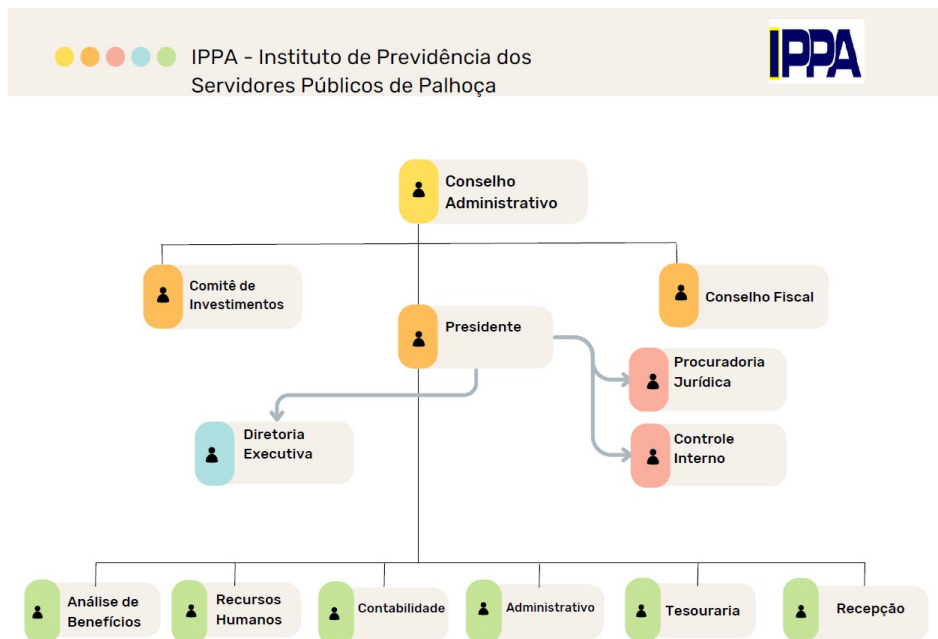 IPPA - Instituto de Previdência dos
Servidores Públicos de Palhoça
IPPA
Conselho
Administrativo
Comitê de
Investimentos
Conselho Fiscal
Presidente
Procuradoria
Jurídica
Diretoria
Executiva
Controle
Interno
Análise de
Benefícios
Recursos
Humanos
Contabilidade
Administrativo
Tesouraria
Recepção